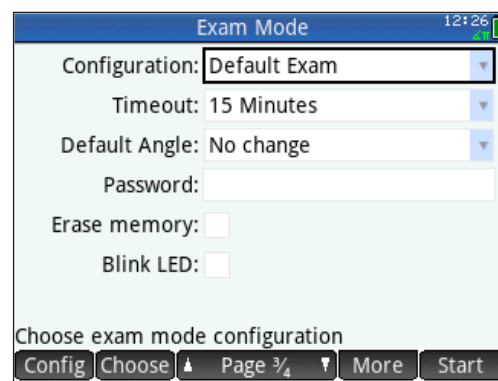 Exam Mode 12:26
∡π
Configuration: Default Exam
Timeout: 15 Minutes
Default Angle: No change
Password:
Erase memory:
Blink LED:
Choose exam mode configuration
Config Choose Page ¾ More Start